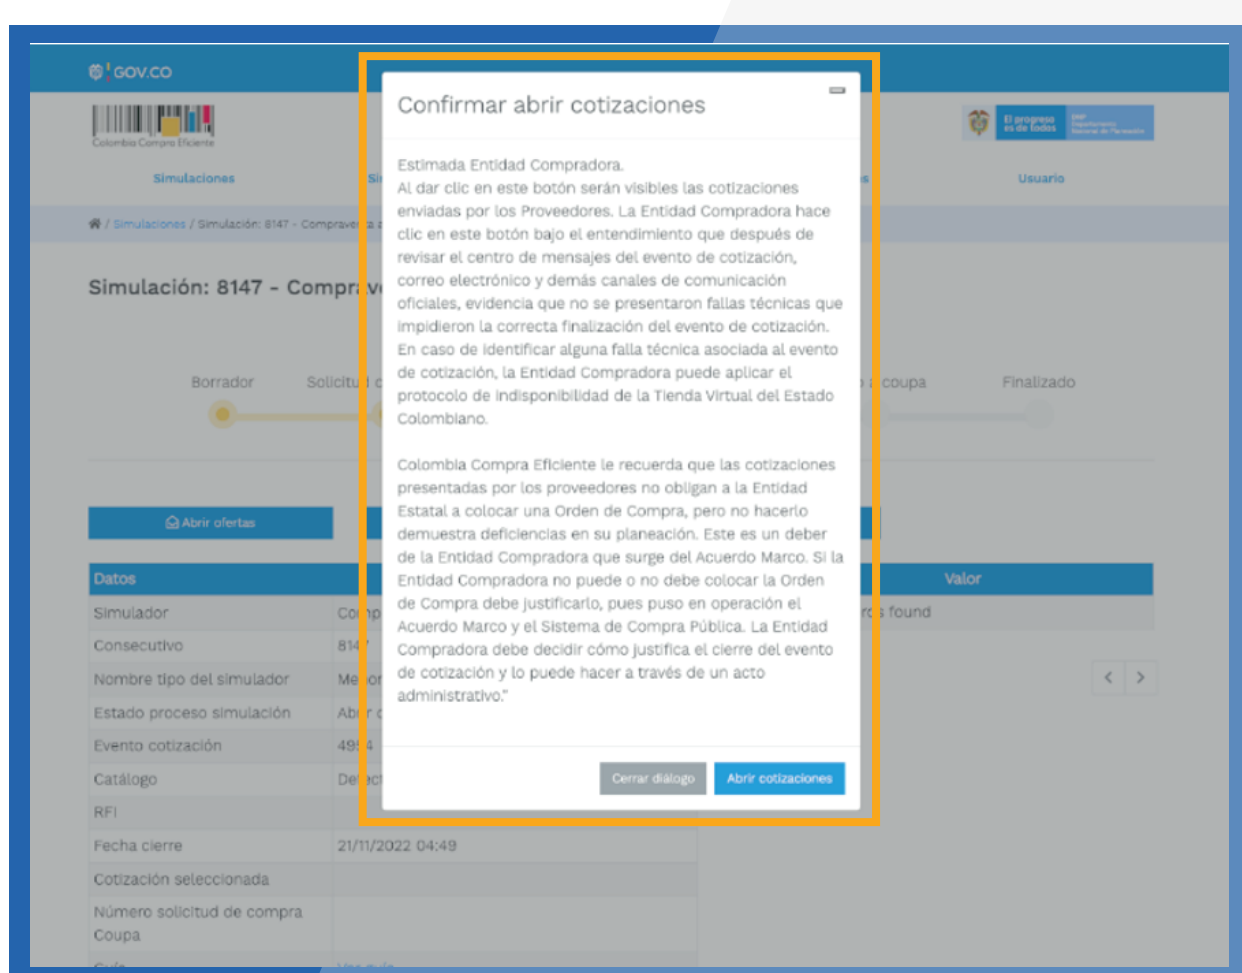 GOV.CO
Confirmar abrir cotizaciones
Colombia Compra Eficiente
El progreso
es de todos
DNP
Departamento
Nacional de Planeación
Simulaciones
Usuario
/ Simulaciones / Simulación: 8147 -
Simulación: 8147 -
Estimada Entidad Compradora.
Al dar clic en este botón serán visibles las cotizaciones
enviadas por los Proveedores. La Entidad Compradora hace
clic en este botón bajo el entendimiento que después de
revisar el centro de mensajes del evento de cotización,
correo electrónico y demás canales de comunicación
oficiales, evidencia que no se presentaron fallas técnicas que
impidieron la correcta finalización del evento de cotización.
En caso de identificar alguna falla técnica asociada al evento
de cotización, la Entidad Compradora puede aplicar el
protocolo de indisponibilidad de la Tienda Virtual del Estado
Colombiano.
Colombia Compra Eficiente le recuerda que las cotizaciones
presentadas por los proveedores no obligan a la Entidad
Estatal a colocar una Orden de Compra, pero no hacerlo
demuestra deficiencias en su planeación. Este es un deber
de la Entidad Compradora que surge del Acuerdo Marco. Si la
Entidad Compradora no puede o no debe colocar la Orden
de Compra debe justificarlo, pues puso en operación el
Acuerdo Marco y el Sistema de Compra Pública. La Entidad
Compradora debe decidir cómo justifica el cierre del evento
de cotización y lo puede hacer a través de un acto
administrativo."
Cerrar diálogo Abrir cotizaciones
Borrador Solicitud coupa Finalizado
Abrir ofertas
Datos Valor
Simulador found
Consecutivo 8147
Nombre tipo del simulador
Estado proceso simulación
Evento cotización
Catálogo
RFI
Fecha cierre 21/11/2022 04:49
Cotización seleccionada
Número solicitud de compra
Coupa